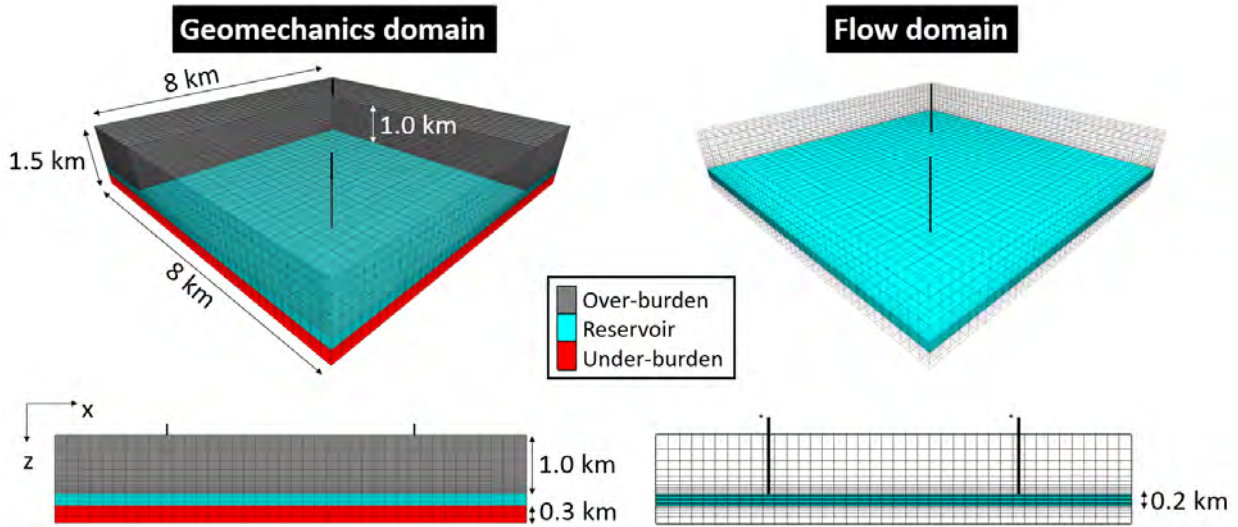 Geomechanics domain
Flow domain
8 km
1.0 km
1.5 km
8 km
Over-burden
Reservoir
Under-burden
x
z
1.0 km
0.3 km
0.2 km